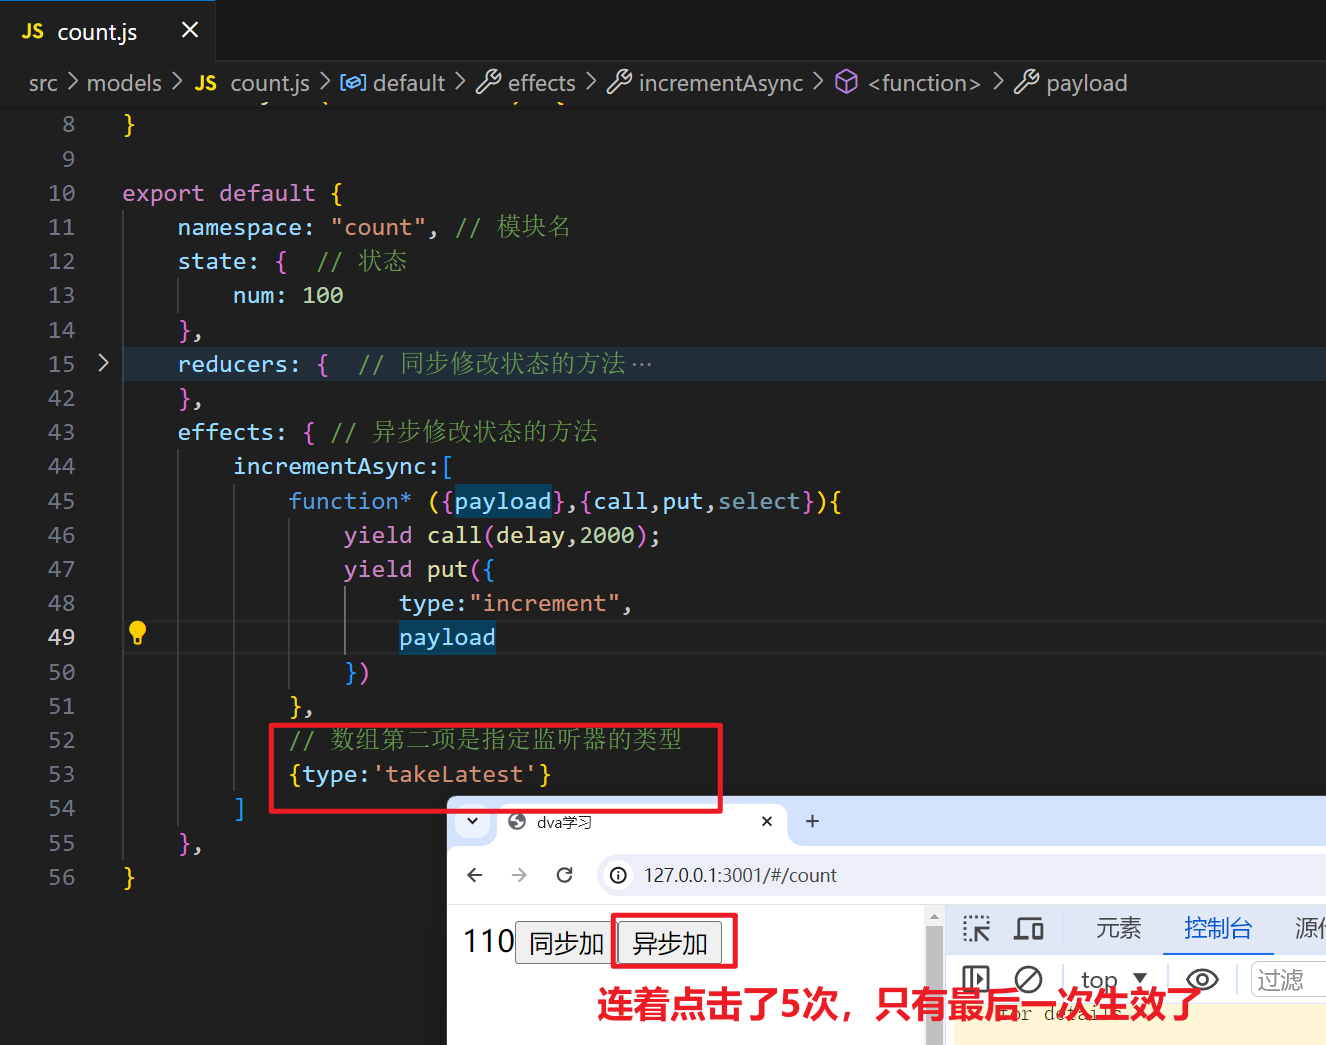 JS count.js ×
src > models > JS count.js > default > effects > incrementAsync > <function> > payload
8 }
9
10 export default {
11 namespace: "count", // 模块名
12 state: { // 状态
13 num: 100
14 },
15 reducers: { // 同步修改状态的方法…
42 },
43 effects: { // 异步修改状态的方法
44 incrementAsync:[
45 function* ({payload},{call,put,select}){
46 yield call(delay,2000);
47 yield put({
48 type:"increment",
49 payload
50 })
51 },
52 // 数组第二项是指定监听器的类型
53 {type:'takeLatest'}
54 ]
55 },
56 }
dva学习 × +
127.0.0.1:3001/#/count
110 同步加 异步加
元素 控制台
top ▼ 过滤
连着点击了5次，只有最后一次生效了
for details